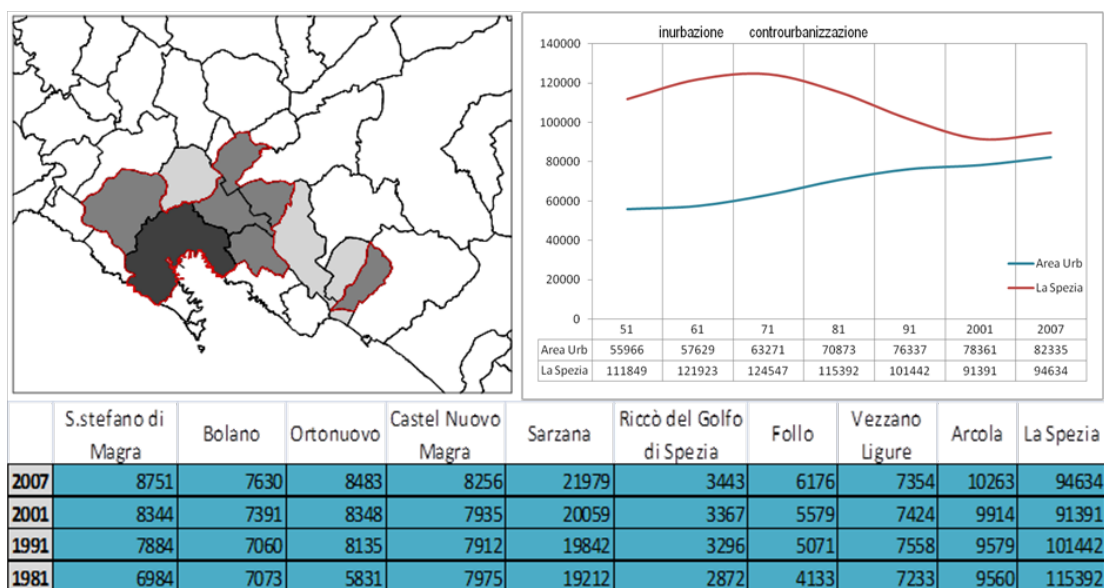 inurbazione controurbanizzazione
140000
120000
100000
80000
60000
40000
20000
0
Area Urb
La Spezia
51 61 71 81 91 2001 2007
Area Urb 55966 57629 63271 70873 76337 78361 82335
La Spezia 111849 121923 124547 115392 101442 91391 94634
S.stefano di Magra Bolano Ortonuovo Castel Nuovo Magra Sarzana Riccò del Golfo di Spezia Follo Vezzano Ligure Arcola La Spezia
2007 8751 7630 8483 8256 21979 3443 6176 7354 10263 94634
2001 8344 7391 8348 7935 20059 3367 5579 7424 9914 91391
1991 7884 7060 8135 7912 19842 3296 5071 7558 9579 101442
1981 6984 7073 5831 7975 19212 2872 4133 7233 9560 115392